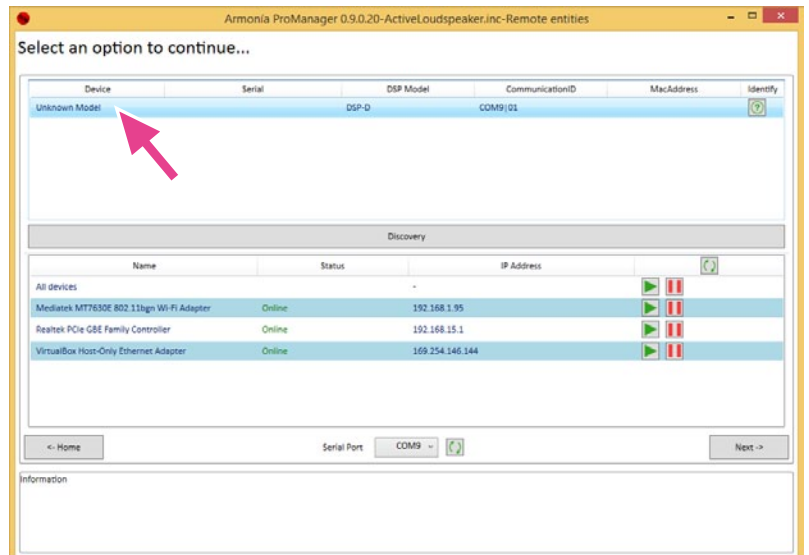 Armonía ProManager 0.9.0.20-ActiveLoudspeaker.inc-Remote entities
Select an option to continue...
Device Serial DSP Model CommunicationID MacAddress Identify
Unknown Model DSP-D COM9|01
Discovery
Name Status IP Address
All devices -
Mediatek MT7630E 802.11bgn Wi-Fi Adapter Online 192.168.1.95
Realtek PCIe GBE Family Controller Online 192.168.15.1
VirtualBox Host-Only Ethernet Adapter Online 169.254.146.144
<- Home Serial Port COM9 Next ->
Information